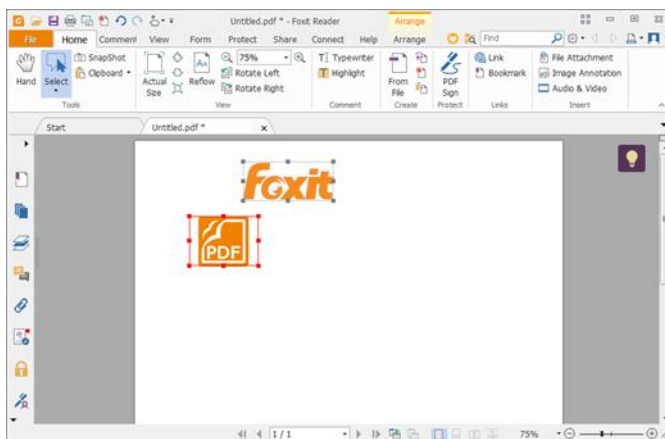 Untitled.pdf * - Foxit Reader
Arrange
File Home Comment View Form Protect Share Connect Help Arrange Find
Hand
Select
SnapShot
Clipboard
Tools
Actual Size
Reflow
75%
Rotate Left
Rotate Right
View
Typewriter
Highlight
Comment
From File
Create
PDF Sign
Protect
Link
Bookmark
Links
File Attachment
Image Annotation
Audio & Video
Insert
Start
Untitled.pdf *
foxit
PDF
1 / 1
75%